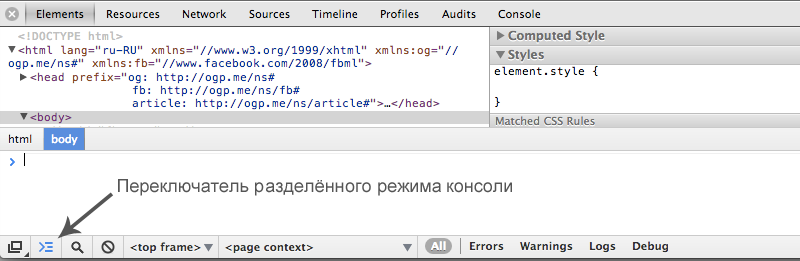 Elements Resources Network Sources Timeline Profiles Audits Console
<!DOCTYPE html>
<html lang="ru-RU" xmlns="//www.w3.org/1999/xhtml" xmlns:og="//
ogp.me/ns#" xmlns:fb="//www.facebook.com/2008/fbml">
<head prefix="og: http://ogp.me/ns#
fb: http://ogp.me/ns/fb#
article: http://ogp.me/ns/article#">…</head>
<body>
Computed Style
Styles
element.style {
}
Matched CSS Rules
html body
Переключатель разделённого режима консоли
<top frame> <page context> All Errors Warnings Logs Debug